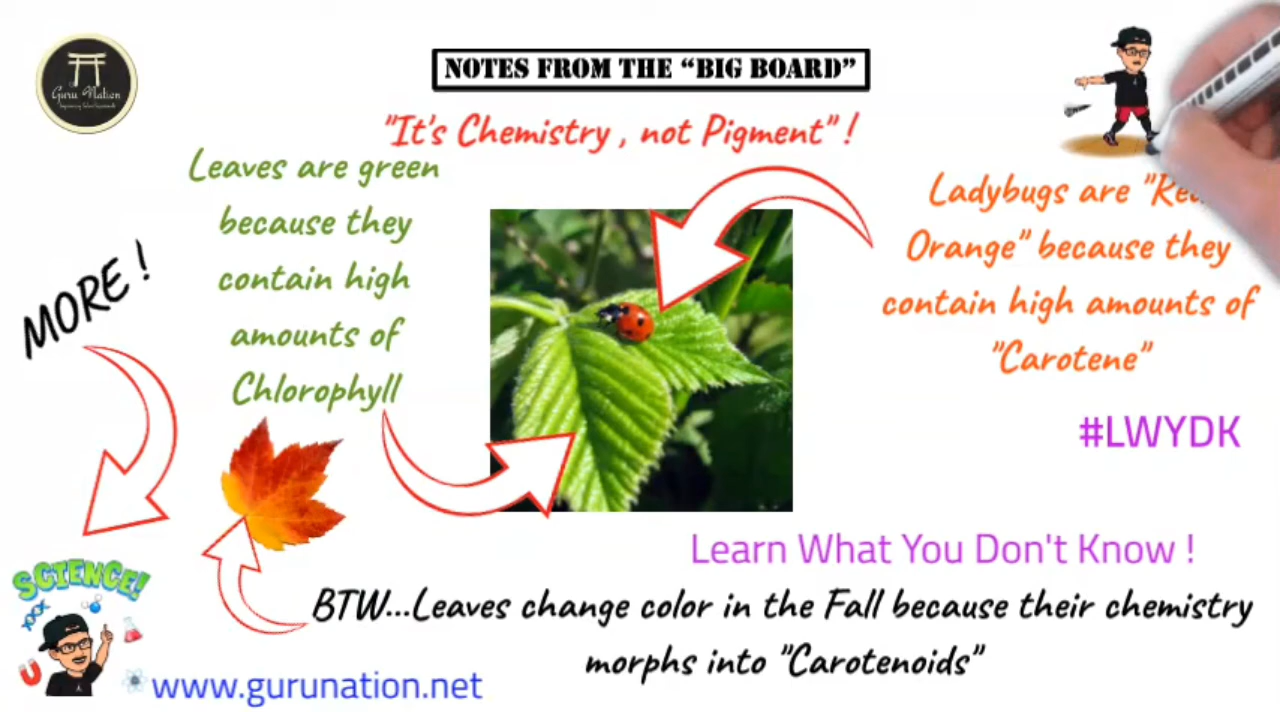 NOTES FROM THE “BIG BOARD”
"It's Chemistry, not Pigment"!
Guru Nation
Leaves are green
because they
contain high
amounts of
Chlorophyll
MORE!
Ladybugs are
Orange" because they
contain high amounts of
"Carotene"
#LWYDK
Learn What You Don't Know !
BTW...Leaves change color in the Fall because their chemistry
morphs into "Carotenoids"
SCIENCE!
XXX
www.gurunation.net